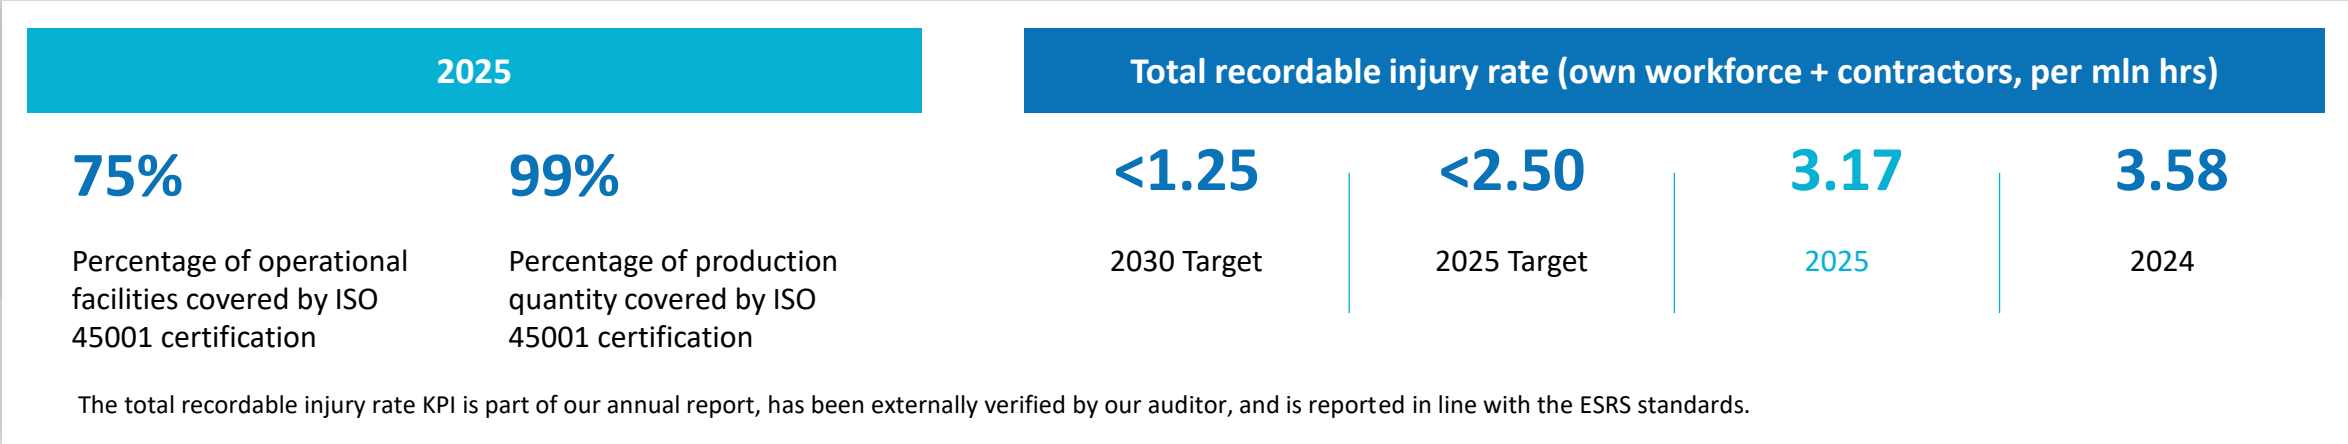 2025
75%
Percentage of operational
facilities covered by ISO
45001 certification
99%
Percentage of production
quantity covered by ISO
45001 certification
Total recordable injury rate (own workforce + contractors, per mln hrs)
<1.25
2030 Target
<2.50
2025 Target
3.17
2025
3.58
2024
The total recordable injury rate KPI is part of our annual report, has been externally verified by our auditor, and is reported in line with the ESRS standards.